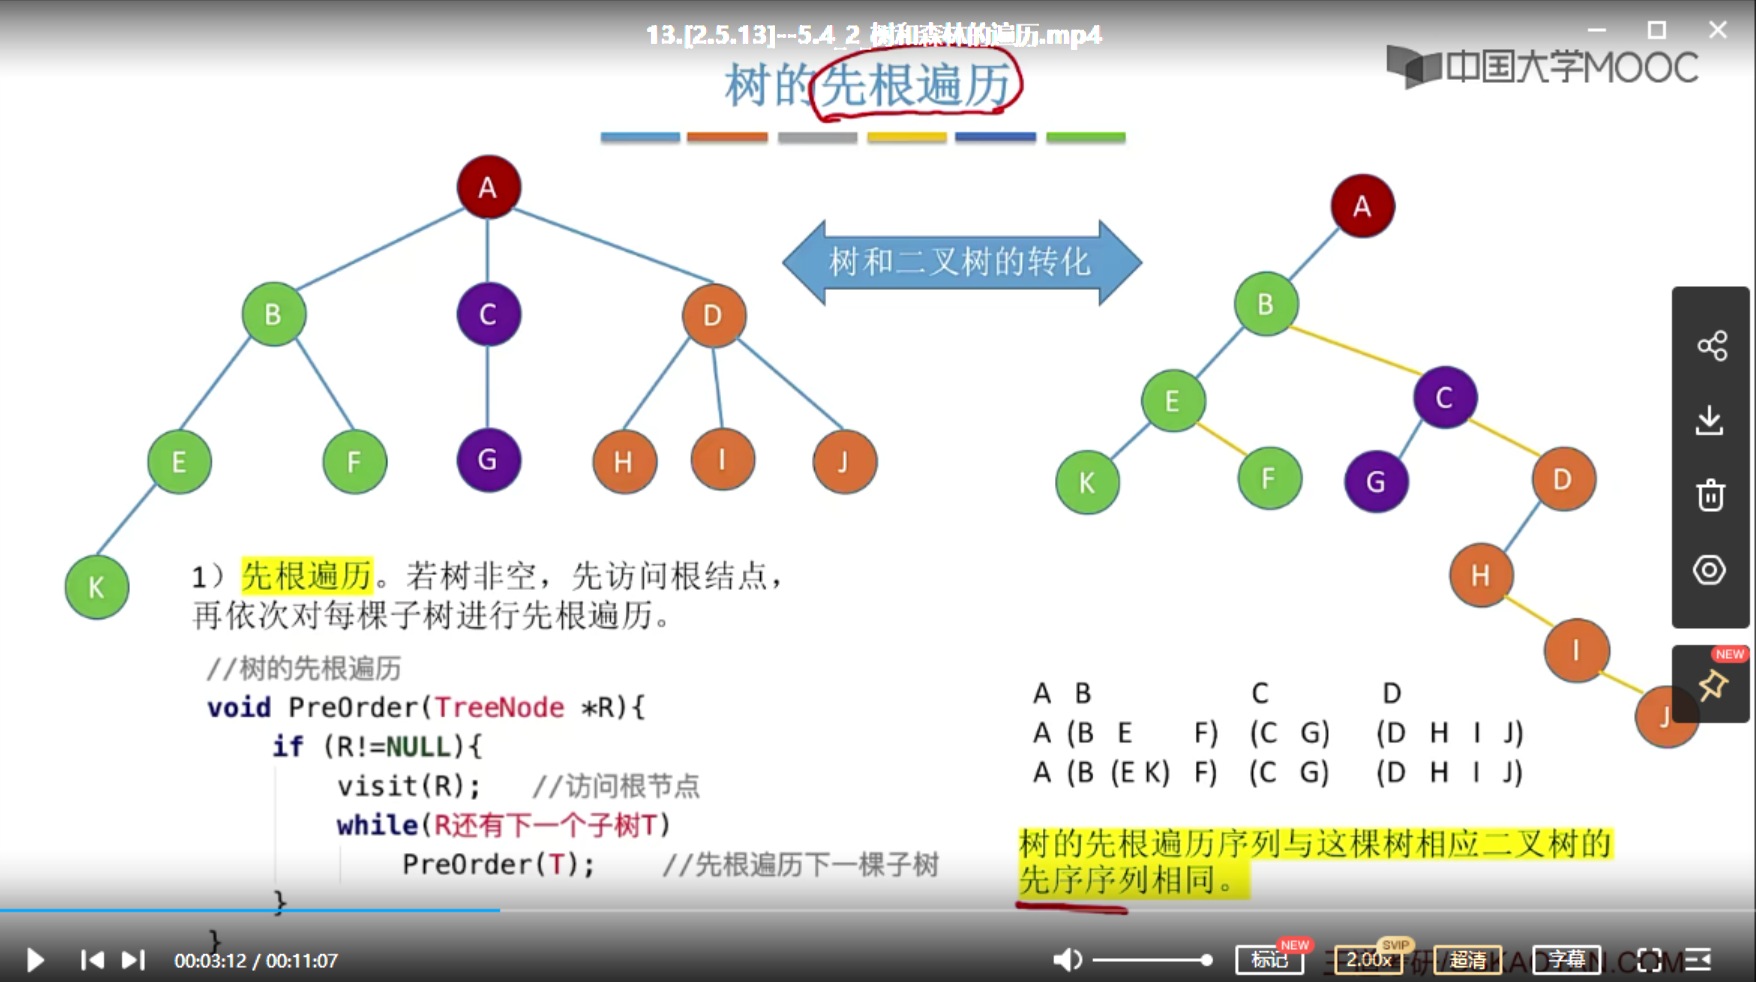 13.[2.5.13]--5.4_2_树和森林的遍历.mp4
中国大学MOOC
树的先根遍历
A
B
C
D
E
F
G
H
I
J
K
树和二叉树的转化
A
B
E
C
K
F
G
D
H
I
J
1）先根遍历。若树非空，先访问根结点，
再依次对每棵子树进行先根遍历。
//树的先根遍历
void PreOrder(TreeNode *R){
if (R!=NULL){
visit(R); //访问根节点
while(R还有下一个子树T)
PreOrder(T); //先根遍历下一棵子树
}
}
A B C D
A (B E F) (C G) (D H I J)
A (B (E K) F) (C G) (D H I J)
树的先根遍历序列与这棵树相应二叉树的
先序序列相同。
NEW
00:03:12 / 00:11:07
标记
NEW
2.00x
SVIP
超清
字幕